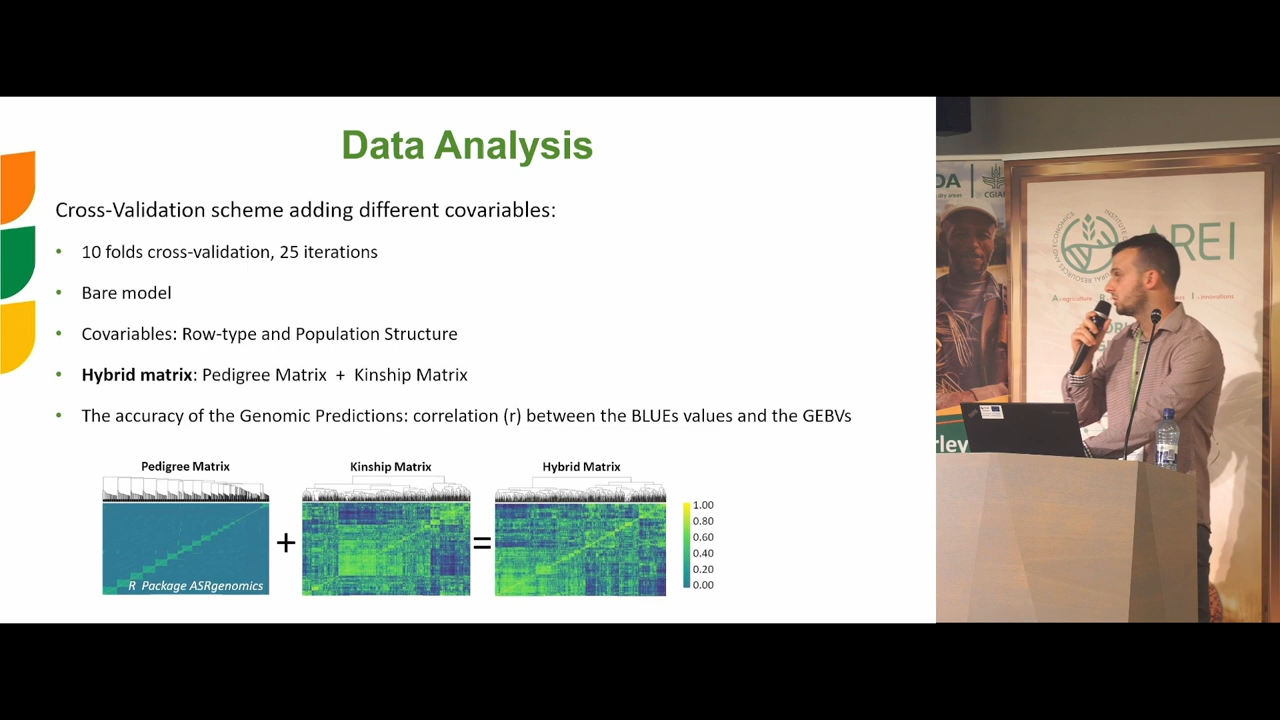 Data Analysis
Cross-Validation scheme adding different covariables:
• 10 folds cross-validation, 25 iterations
• Bare model
• Covariables: Row-type and Population Structure
• Hybrid matrix: Pedigree Matrix + Kinship Matrix
• The accuracy of the Genomic Predictions: correlation (r) between the BLUEs values and the GEBVs
Pedigree Matrix
Kinship Matrix
Hybrid Matrix
+
=
R Package ASRgenomics
1.00
0.80
0.60
0.40
0.20
0.00
DA
CGIAR
AREI
rley